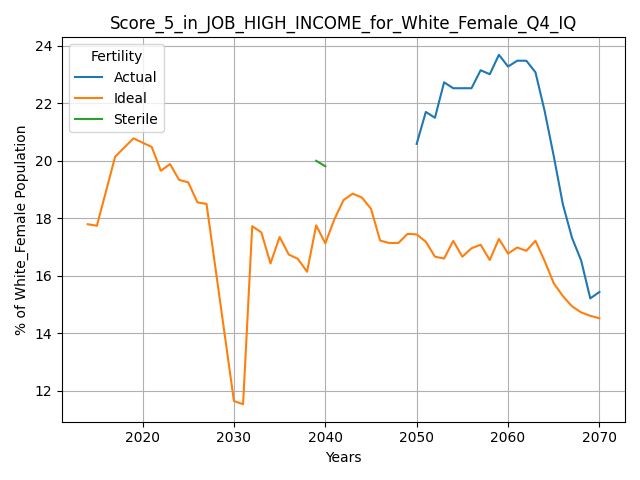 Score_5_in_JOB_HIGH_INCOME_for_White_Female_Q4_IQ
% of White_Female Population
24
22
20
18
16
14
12
Fertility
Actual
Ideal
Sterile
2020 2030 2040 2050 2060 2070
Years